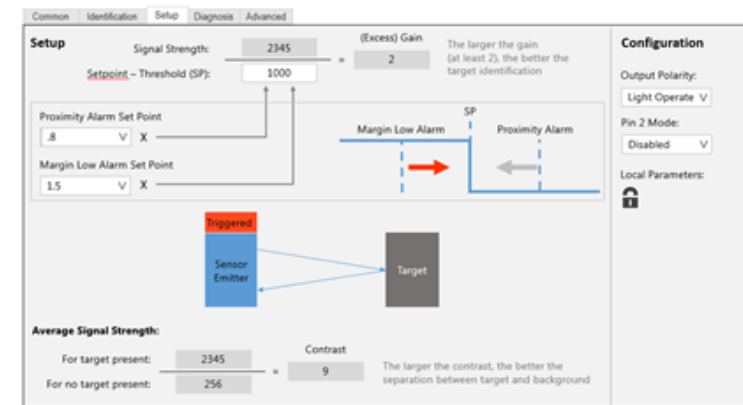 Common Identification Setup Diagnosis Advanced
Setup
Signal Strength: 2345
Setpoint – Threshold (SP): 1000
=
(Excess) Gain
2
The larger the gain
(at least 2), the better the
target identification
Proximity Alarm Set Point
.8 V X
Margin Low Alarm Set Point
1.5 V X
SP
Margin Low Alarm Proximity Alarm
Triggered
Sensor
Emitter
Target
Average Signal Strength:
For target present: 2345
For no target present: 256
=
Contrast
9
The larger the contrast, the better the
separation between target and background
Configuration
Output Polarity:
Light Operate V
Pin 2 Mode:
Disabled V
Local Parameters: